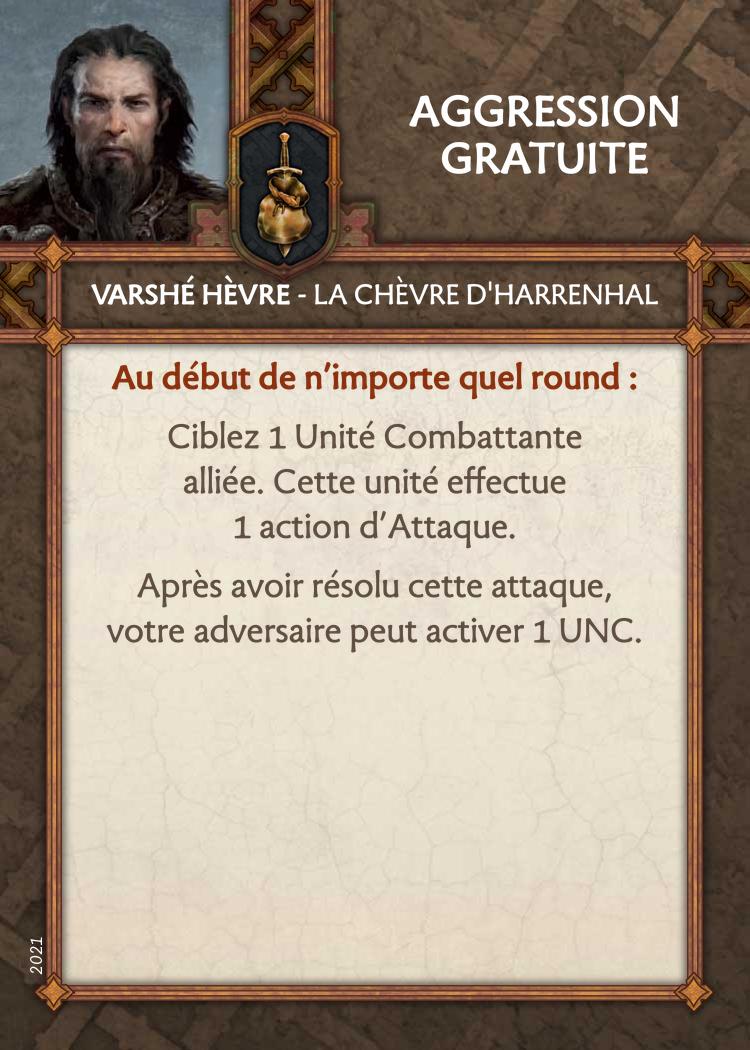 AGGRESSION
GRATUITE
VARSHÉ HÈVRE - LA CHÈVRE D'HARRENHAL
Au début de n’importe quel round :
Ciblez 1 Unité Combattante
alliée. Cette unité effectue
1 action d’Attaque.
Après avoir résolu cette attaque,
votre adversaire peut activer 1 UNC.
2021